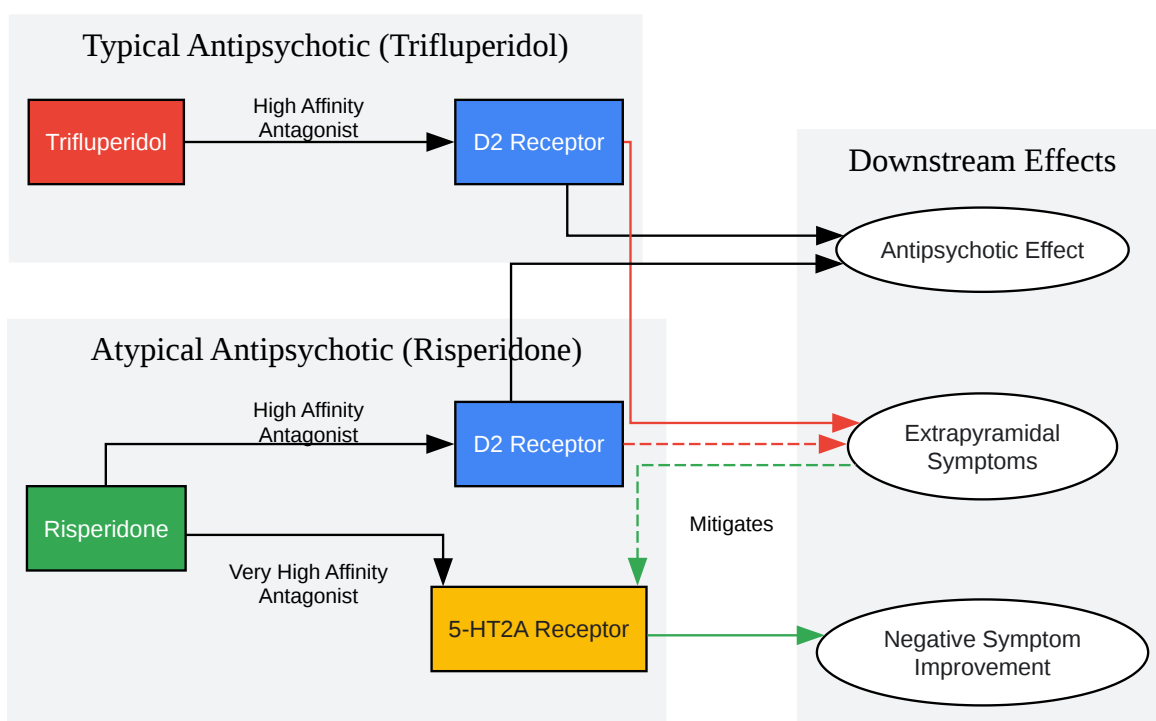 Typical Antipsychotic (Trifluperidol)
High Affinity
Antagonist
Trifluperidol
D2 Receptor
Downstream Effects
Antipsychotic Effect
Atypical Antipsychotic (Risperidone)
High Affinity
Antagonist
D2 Receptor
Extrapyramidal
Symptoms
Risperidone
Mitigates
Very High Affinity
Antagonist
5-HT2A Receptor
Negative Symptom
Improvement